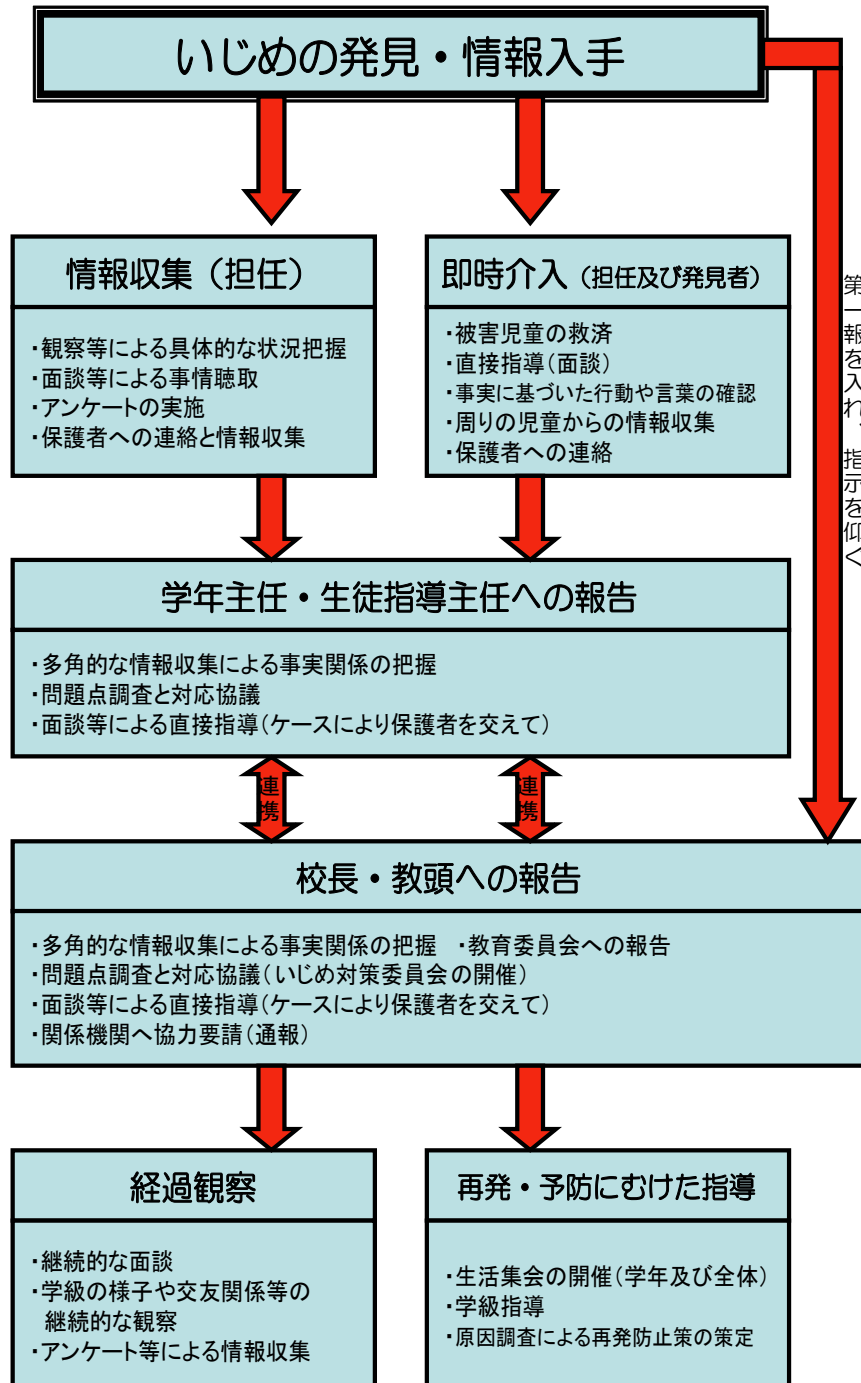 いじめの発見・情報入手
情報収集（担任）
・観察等による具体的な状況把握
・面談等による事情聴取
・アンケートの実施
・保護者への連絡と情報収集
即時介入（担任及び発見者）
・被害児童の救済
・直接指導（面談）
・事実に基づいた行動や言葉の確認
・周りの児童からの情報収集
・保護者への連絡
第一報を入れ、指示を仰ぐ
学年主任・生徒指導主任への報告
・多角的な情報収集による事実関係の把握
・問題点調査と対応協議
・面談等による直接指導（ケースにより保護者を交えて）
連携
連携
校長・教頭への報告
・多角的な情報収集による事実関係の把握　・教育委員会への報告
・問題点調査と対応協議（いじめ対策委員会の開催）
・面談等による直接指導（ケースにより保護者を交えて）
・関係機関へ協力要請（通報）
経過観察
・継続的な面談
・学級の様子や交友関係等の
継続的な観察
・アンケート等による情報収集
再発・予防にむけた指導
・生活集会の開催（学年及び全体）
・学級指導
・原因調査による再発防止策の策定